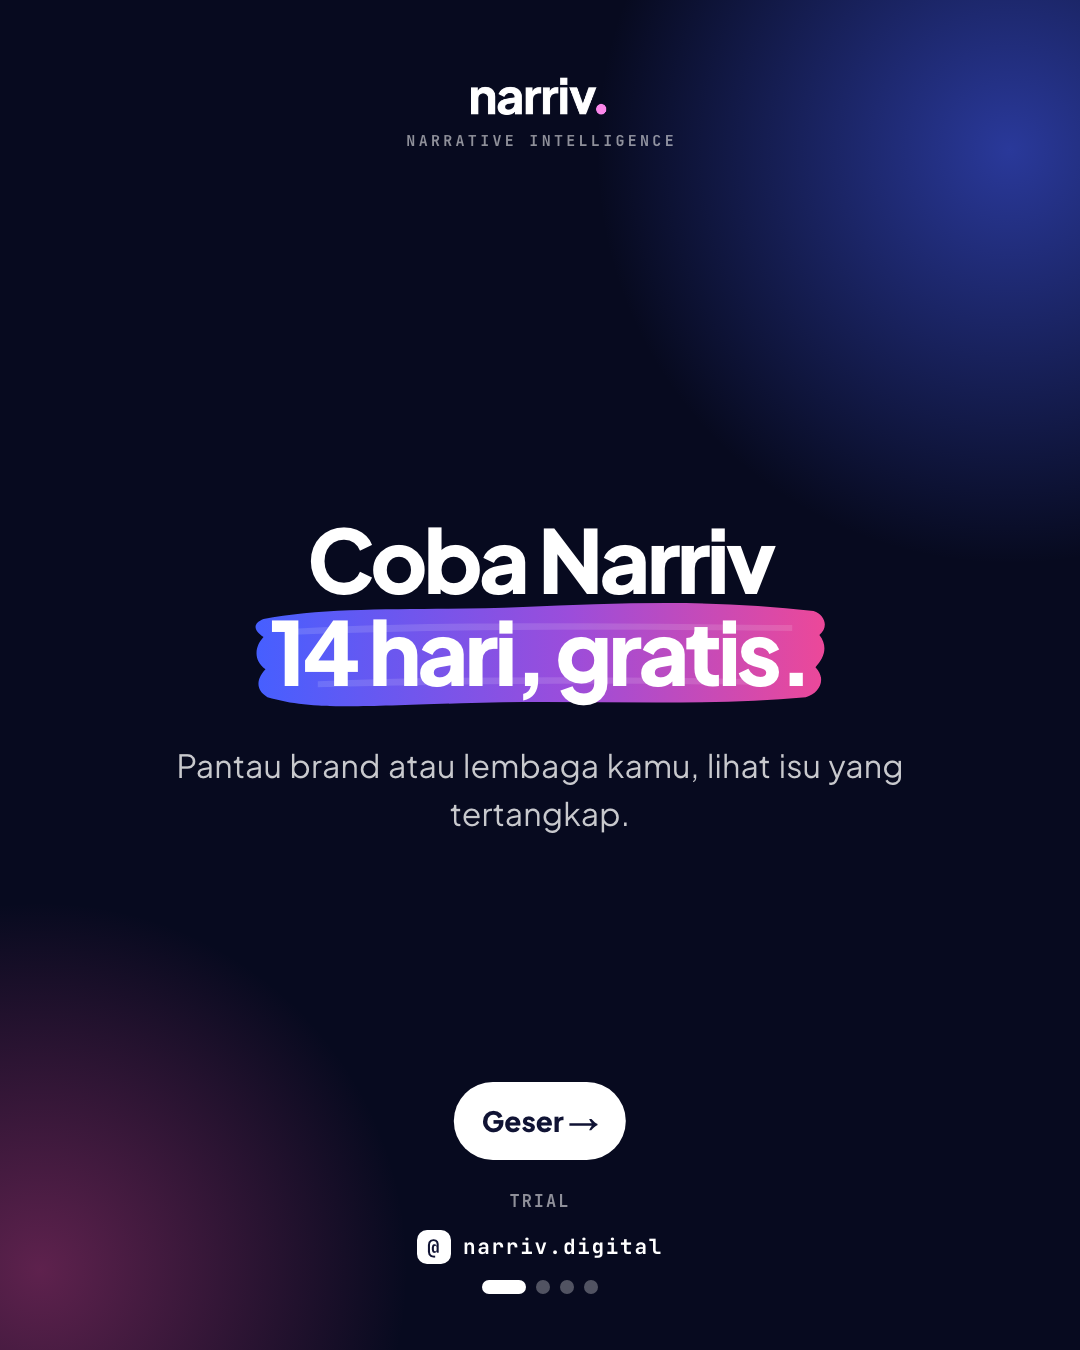 narriv.
NARRATIVE INTELLIGENCE
Coba Narriv
14 hari, gratis.
Pantau brand atau lembaga kamu, lihat isu yang
tertangkap.
Geser →
TRIAL
@ narriv.digital